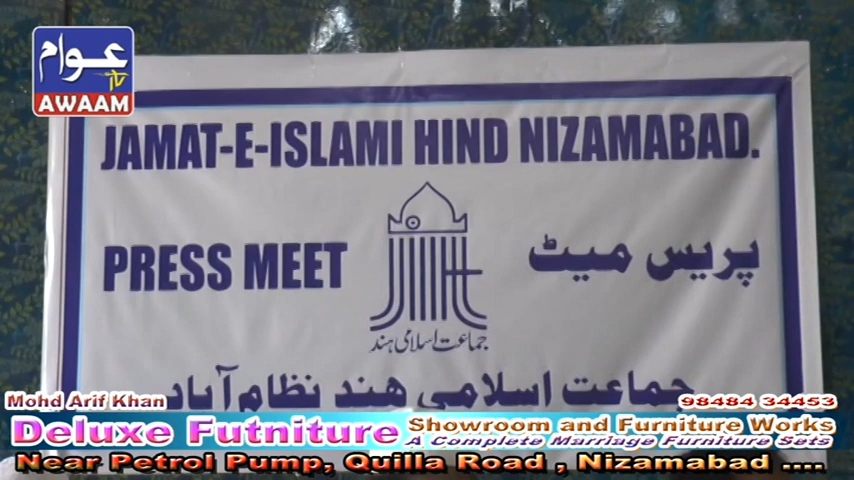 عوام
TV
AWAAM
JAMAT-E-ISLAMI HIND NIZAMABAD.
PRESS MEET
پریس میٹ
جماعت اسلامی ہند
جماعت اسلامی هند نظام آباد
Mohd Arif Khan
98484 34453
Deluxe Futniture
Showroom and Furniture Works
A Complete Marriage Furniture Sets
Near Petrol Pump, Quilla Road , Nizamabad ....